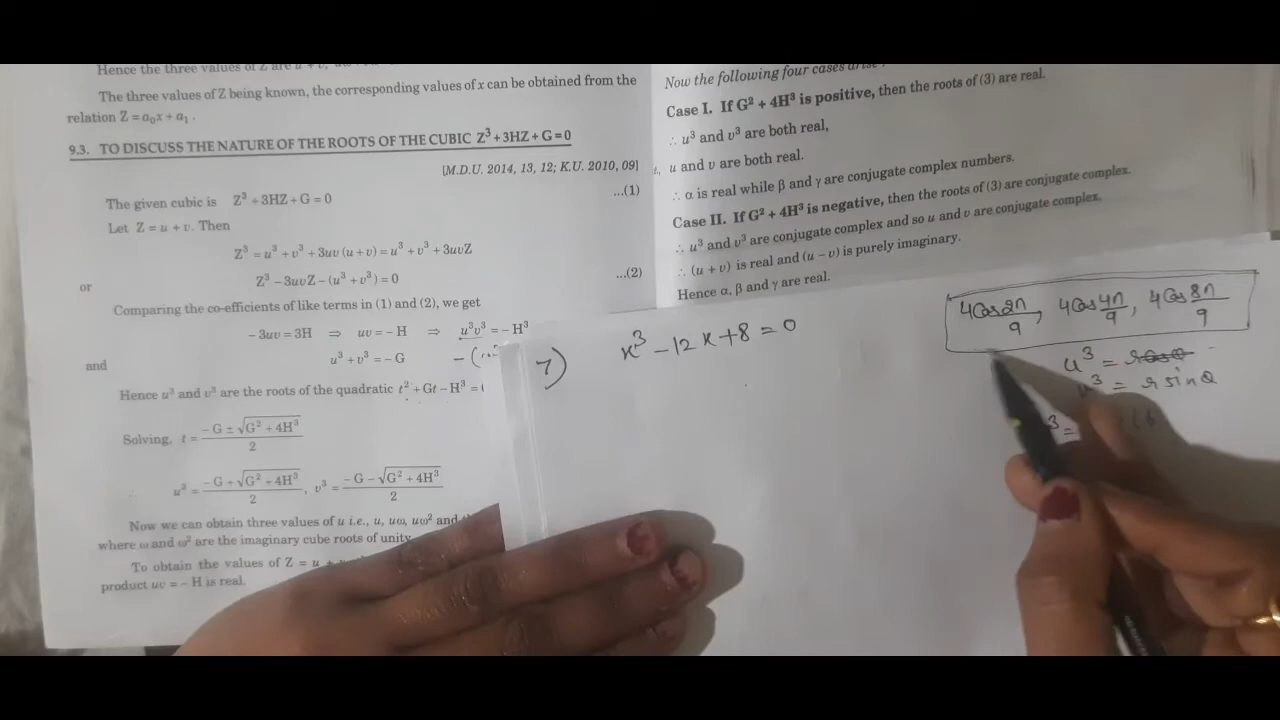 Hence the three values of Z are u + v,
The three values of Z being known, the corresponding values of x can be obtained from the
relation Z = a₀x + a₁ .
9.3. TO DISCUSS THE NATURE OF THE ROOTS OF THE CUBIC Z³ + 3HZ + G = 0
[M.D.U. 2014, 13, 12; K.U. 2010, 09]
The given cubic is Z³ + 3HZ + G = 0 ...(1)
Let Z = u + v. Then
Z³ = u³ + v³ + 3uv (u + v) = u³ + v³ + 3uvZ
or Z³ – 3uvZ – (u³ + v³) = 0 ...(2)
Comparing the co-efficients of like terms in (1) and (2), we get
– 3uv = 3H ⇒ uv = – H ⇒ u³v³ = – H³
and u³ + v³ = – G
Hence u³ and v³ are the roots of the quadratic t² + Gt – H³ =
Solving, t = (– G ± √(G² + 4H³))/2
∴ u³ = (– G + √(G² + 4H³))/2 , v³ = (– G – √(G² + 4H³))/2
Now we can obtain three values of u i.e., u, uω, uω² and
where ω and ω² are the imaginary cube roots of unity
To obtain the values of Z = u +
product uv = – H is real.
Now the following four cases arise :
Case I. If G² + 4H³ is positive, then the roots of (3) are real.
∴ u³ and v³ are both real,
u and v are both real.
∴ α is real while β and γ are conjugate complex numbers.
Case II. If G² + 4H³ is negative, then the roots of (3) are conjugate complex.
∴ u³ and v³ are conjugate complex and so u and v are conjugate complex.
∴ (u + v) is real and (u – v) is purely imaginary.
Hence α, β and γ are real.
7) x³ – 12x + 8 = 0
4Cos 2π/9, 4Cos 4π/9, 4Cos 8π/9
u³ =
u³ = r sin θ
³ =